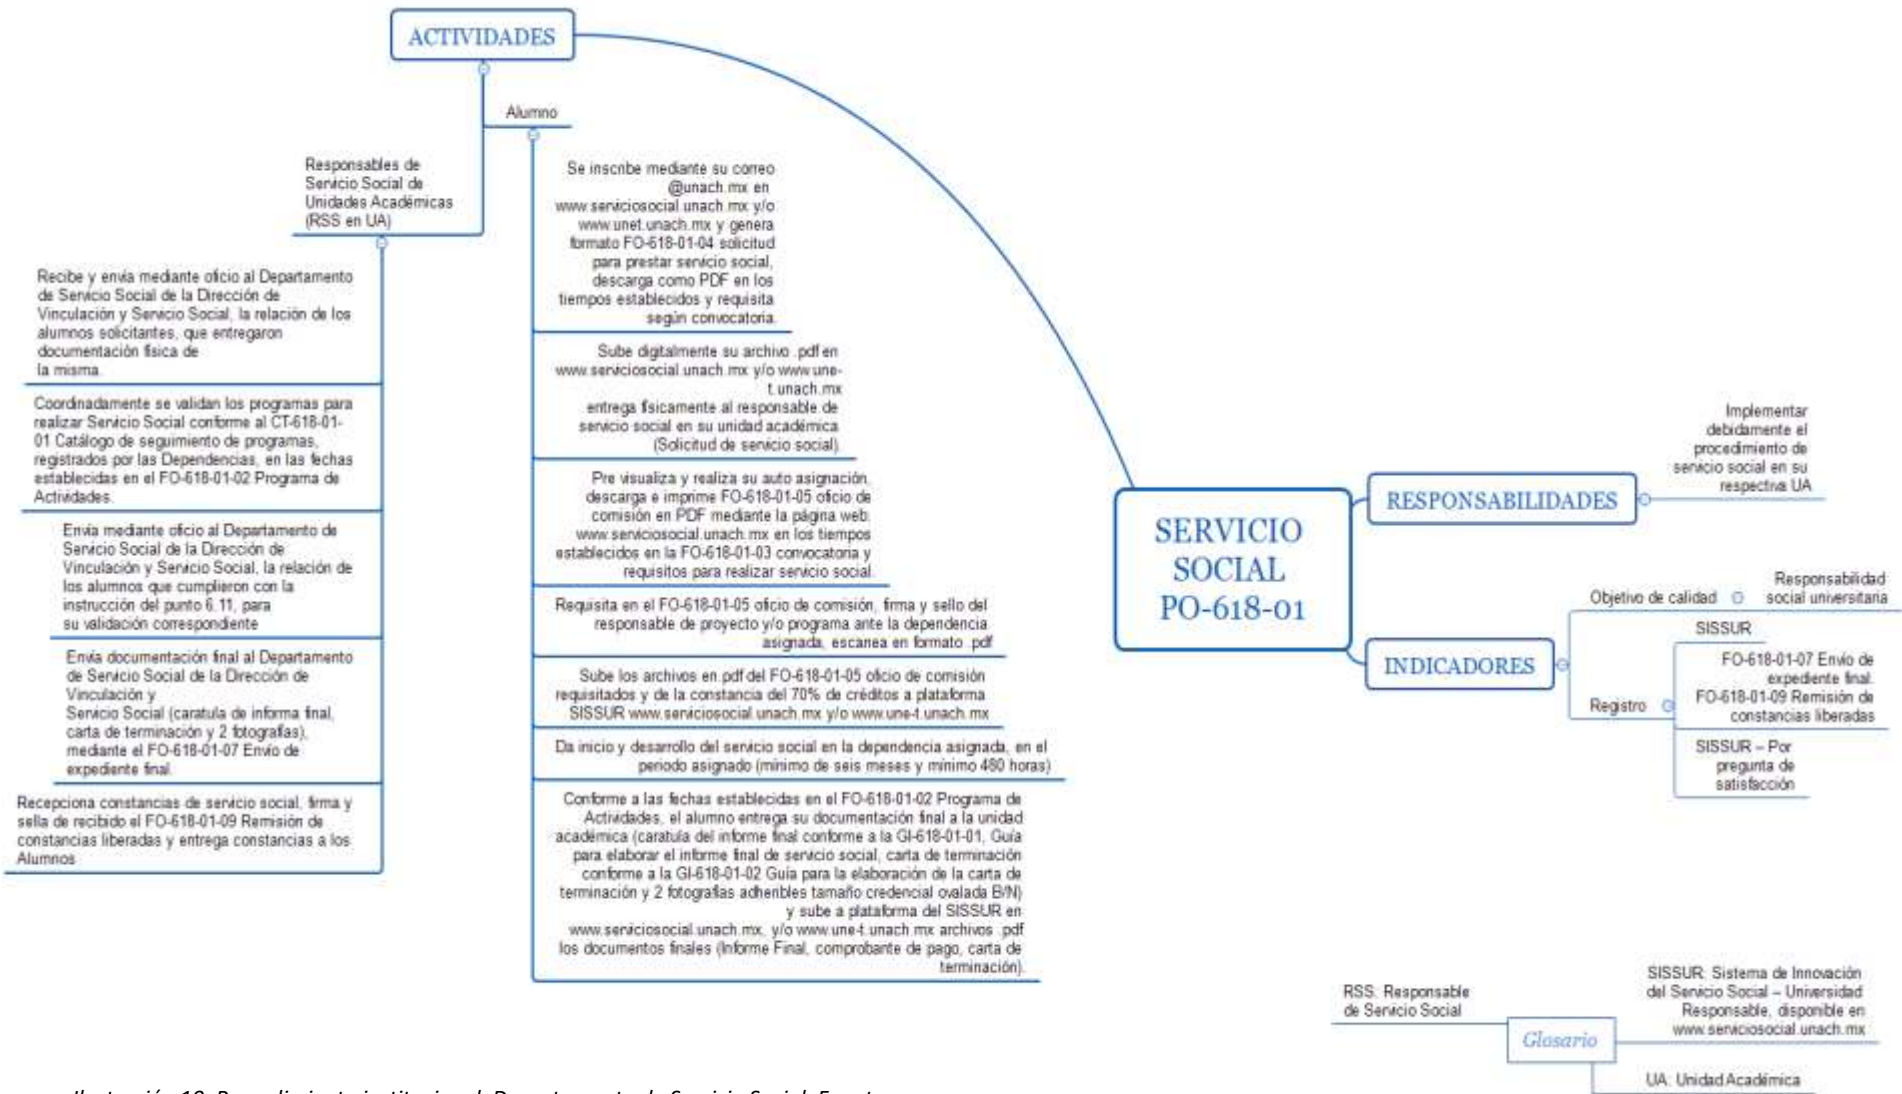 ACTIVIDADES
Alumno
Se inscribe mediante su correo
@unach.mx en
www.serviciosocial.unach.mx y/o
www.unet.unach.mx y genera
formato FO-618-01-04 solicitud
para prestar servicio social,
descarga como PDF en los
tiempos establecidos y requisita
según convocatoria.
Sube digitalmente su archivo .pdf en
www.serviciosocial.unach.mx y/o www.une-
t.unach.mx
entrega físicamente al responsable de
servicio social en su unidad académica
(Solicitud de servicio social).
Pre visualiza y realiza su auto asignación,
descarga e imprime FO-618-01-05 oficio de
comisión en PDF mediante la página web:
www.serviciosocial.unach.mx en los tiempos
establecidos en la FO-618-01-03 convocatoria y
requisitos para realizar servicio social.
Requisita en el FO-618-01-05 oficio de comisión, firma y sello del
responsable de proyecto y/o programa ante la dependencia
asignada, escanea en formato .pdf
Sube los archivos en.pdf del FO-618-01-05 oficio de comisión
requisitados y de la constancia del 70% de créditos a plataforma
SISSUR www.serviciosocial.unach.mx y/o www.une-t.unach.mx
Da inicio y desarrollo del servicio social en la dependencia asignada, en el
periodo asignado (mínimo de seis meses y mínimo 480 horas)
Conforme a las fechas establecidas en el FO-618-01-02 Programa de
Actividades, el alumno entrega su documentación final a la unidad
académica (caratula del informe final conforme a la GI-618-01-01, Guía
para elaborar el informe final de servicio social, carta de terminación
conforme a la GI-618-01-02 Guía para la elaboración de la carta de
terminación y 2 fotografías adheribles tamaño credencial ovalada B/N)
y sube a plataforma del SISSUR en
www.serviciosocial.unach.mx, y/o www.une-t.unach mx archivos .pdf
los documentos finales (Informe Final, comprobante de pago, carta de
terminación).
Responsables de
Servicio Social de
Unidades Académicas
(RSS en UA)
Recibe y envía mediante oficio al Departamento
de Servicio Social de la Dirección de
Vinculación y Servicio Social, la relación de los
alumnos solicitantes, que entregaron
documentación física de
la misma.
Coordinadamente se validan los programas para
realizar Servicio Social conforme al CT-618-01-
01 Catálogo de seguimiento de programas,
registrados por las Dependencias, en las fechas
establecidas en el FO-618-01-02 Programa de
Actividades.
Envía mediante oficio al Departamento de
Servicio Social de la Dirección de
Vinculación y Servicio Social, la relación de
los alumnos que cumplieron con la
instrucción del punto 6.11, para
su validación correspondiente
Envía documentación final al Departamento
de Servicio Social de la Dirección de
Vinculación y
Servicio Social (caratula de informa final,
carta de terminación y 2 fotografías),
mediante el FO-618-01-07 Envío de
expediente final.
Recepciona constancias de servicio social, firma y
sella de recibido el FO-618-01-09 Remisión de
constancias liberadas y entrega constancias a los
Alumnos
SERVICIO
SOCIAL
PO-618-01
RESPONSABILIDADES
Implementar
debidamente el
procedimiento de
servicio social en su
respectiva UA
INDICADORES
Objetivo de calidad
Responsabilidad
social universitaria
Registro
SISSUR
FO-618-01-07 Envío de
expediente final.
FO-618-01-09 Remisión de
constancias liberadas
SISSUR – Por
pregunta de
satisfacción
Glosario
RSS: Responsable
de Servicio Social
SISSUR: Sistema de Innovación
del Servicio Social – Universidad
Responsable, disponible en
www.serviciosocial.unach.mx
UA: Unidad Académica